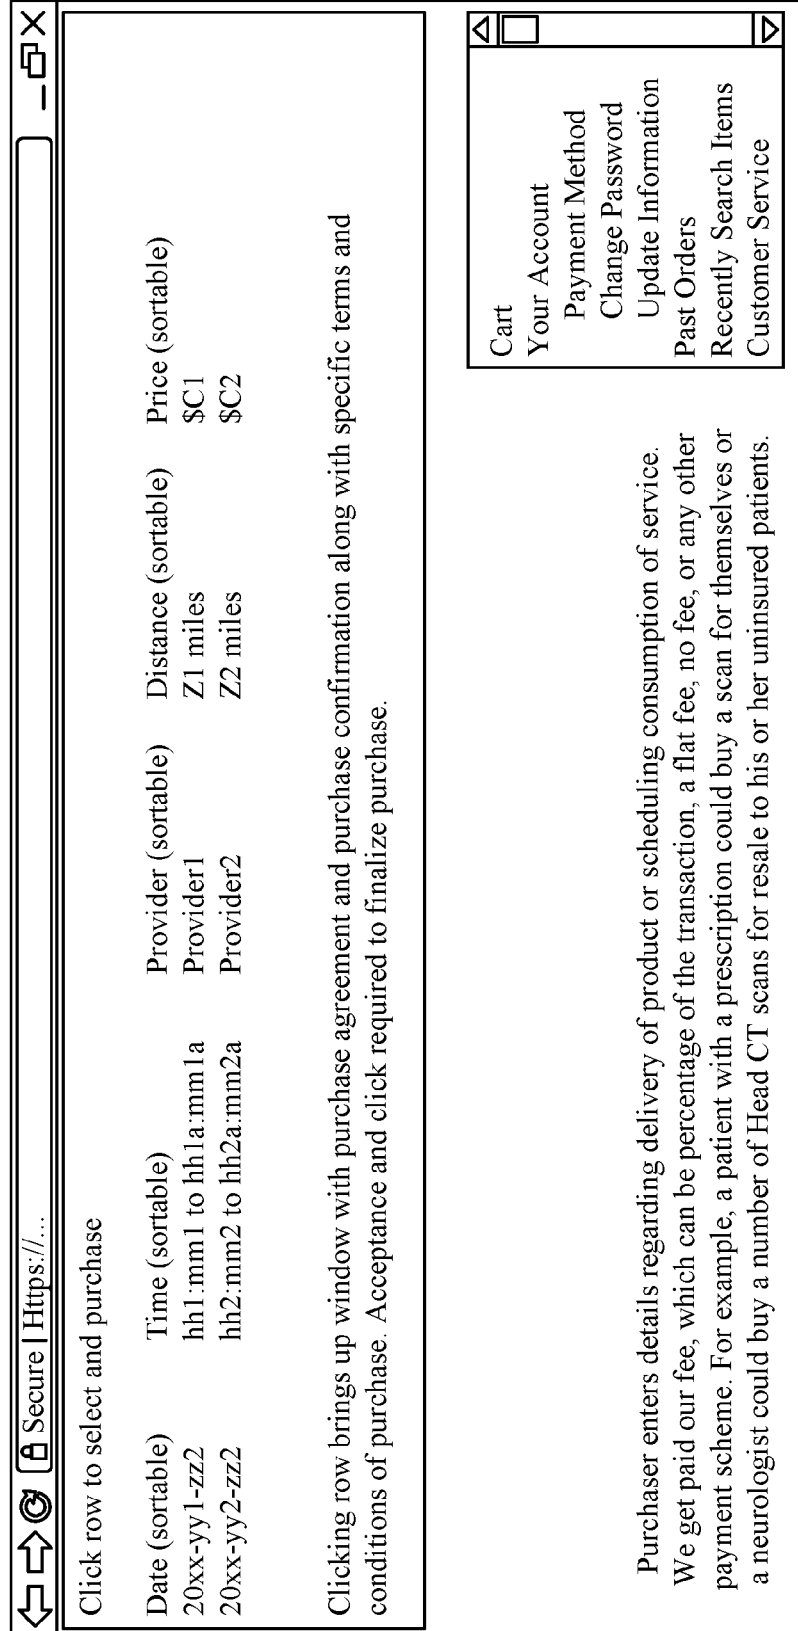 Secure | Https://...
Click row to select and purchase
Date (sortable) Time (sortable) Provider (sortable) Distance (sortable) Price (sortable)
20xx-yy1-zz2 hh1:mm1 to hh1a:mm1a Provider1 Z1 miles $C1
20xx-yy2-zz2 hh2:mm2 to hh2a:mm2a Provider2 Z2 miles $C2
Clicking row brings up window with purchase agreement and purchase confirmation along with specific terms and
conditions of purchase. Acceptance and click required to finalize purchase.
Cart
Your Account
Payment Method
Change Password
Update Information
Past Orders
Recently Search Items
Customer Service
Purchaser enters details regarding delivery of product or scheduling consumption of service.
We get paid our fee, which can be percentage of the transaction, a flat fee, no fee, or any other
payment scheme. For example, a patient with a prescription could buy a scan for themselves or
a neurologist could buy a number of Head CT scans for resale to his or her uninsured patients.